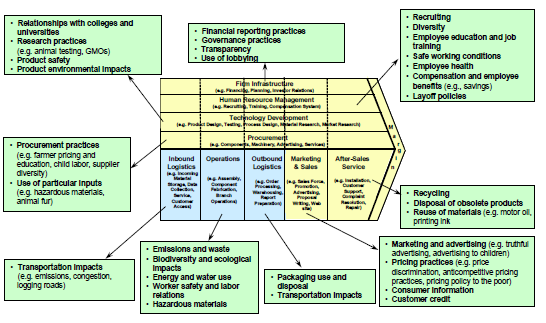 • Relationships with colleges and
universities
• Research practices
(e.g. animal testing, GMOs)
• Product safety
• Product environmental impacts
• Financial reporting practices
• Governance practices
• Transparency
• Use of lobbying
• Recruiting
• Diversity
• Employee education and job
training
• Safe working conditions
• Employee health
• Compensation and employee
benefits (e.g., savings)
• Layoff policies
Firm Infrastructure
(e.g. Financing, Planning, Investor Relations)
Human Resource Management
(e.g. Recruiting, Training, Compensation System)
Technology Development
(e.g. Product Design, Testing, Process Design, Material Research, Market Research)
Procurement
(e.g. Components, Machinery, Advertising, Services)
Margin
• Procurement practices
(e.g. farmer pricing and
education, child labor, supplier
diversity)
• Use of particular inputs
(e.g. hazardous materials,
animal fur)
Inbound
Logistics
(e.g. Incoming
Material
Storage, Data
Collection,
Service,
Customer
Access)
Operations
(e.g. Assembly,
Component
Fabrication,
Branch
Operations)
Outbound
Logistics
(e.g. Order
Processing,
Warehousing,
Report
Preparation)
Marketing
& Sales
(e.g. Sales Force,
Promotion,
Advertising,
Proposal
Writing, Web
site)
After-Sales
Service
(e.g. Installation,
Customer
Support,
Complaint
Resolution,
Repair)
• Recycling
• Disposal of obsolete products
• Reuse of materials (e.g. motor oil,
printing ink
• Transportation impacts
(e.g. emissions, congestion,
logging roads)
• Emissions and waste
• Biodiversity and ecological
impacts
• Energy and water use
• Worker safety and labor
relations
• Hazardous materials
• Packaging use and
disposal
• Transportation impacts
• Marketing and advertising (e.g. truthful
advertising, advertising to children)
• Pricing practices (e.g. price
discrimination, anticompetitive pricing
practices, pricing policy to the poor)
• Consumer information
• Customer credit